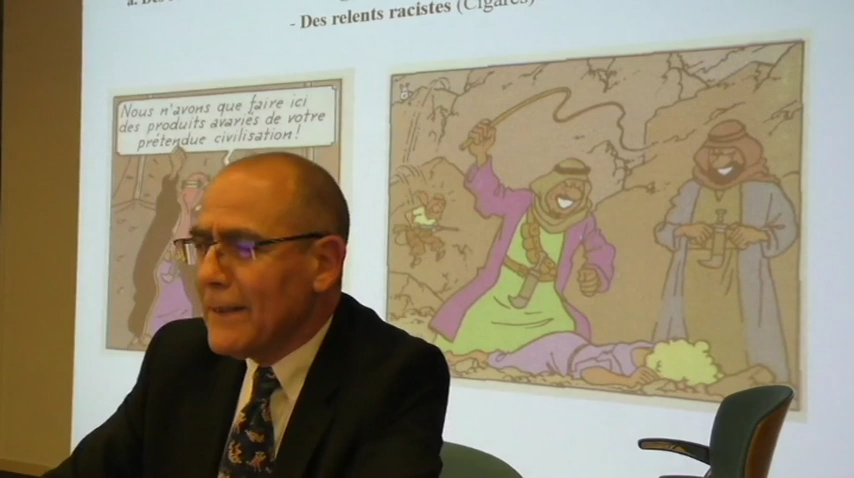 - Des relents racistes (Cigares)
Nous n'avons que faire ici
des produits avariés de votre
prétendue civilisation!